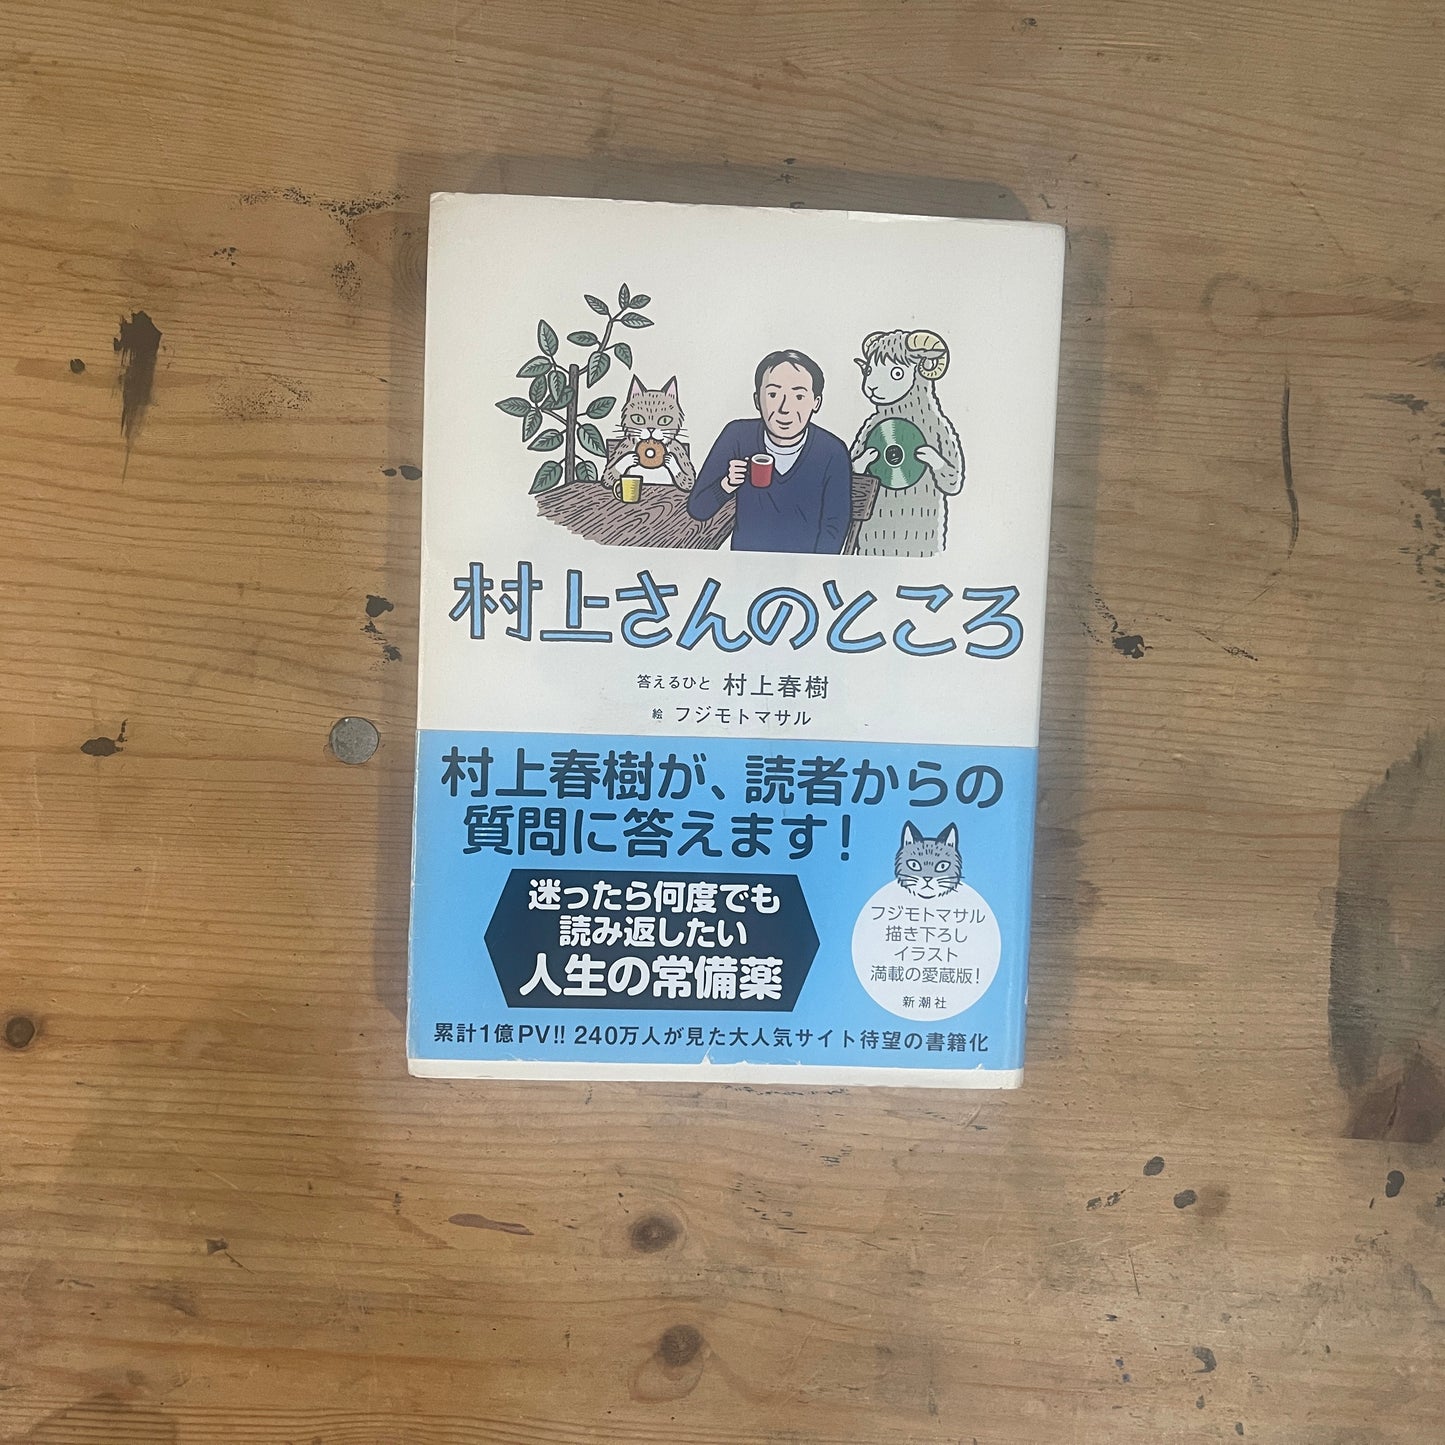 村上さんのところ
答えるひと 村上春樹
絵 フジモトマサル
村上春樹が、読者からの
質問に答えます!
迷ったら何度でも
読み返したい
人生の常備薬
フジモトマサル
描き下ろし
イラスト
満載の愛蔵版!
新潮社
累計1億PV!! 240万人が見た大人気サイト待望の書籍化